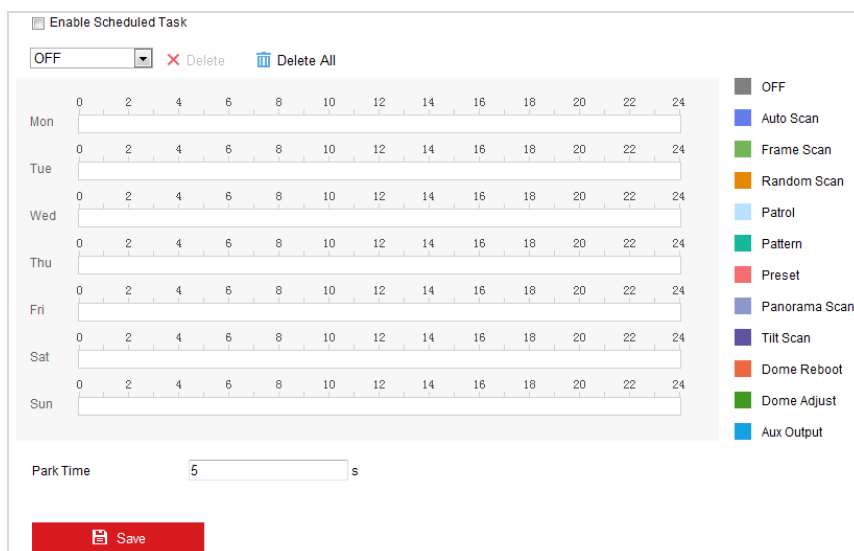 Enable Scheduled Task
OFF Delete Delete All
OFF
Auto Scan
Frame Scan
Random Scan
Patrol
Pattern
Preset
Panorama Scan
Tilt Scan
Dome Reboot
Dome Adjust
Aux Output
0 2 4 6 8 10 12 14 16 18 20 22 24
Mon
0 2 4 6 8 10 12 14 16 18 20 22 24
Tue
0 2 4 6 8 10 12 14 16 18 20 22 24
Wed
0 2 4 6 8 10 12 14 16 18 20 22 24
Thu
0 2 4 6 8 10 12 14 16 18 20 22 24
Fri
0 2 4 6 8 10 12 14 16 18 20 22 24
Sat
0 2 4 6 8 10 12 14 16 18 20 22 24
Sun
Park Time 5 s
Save